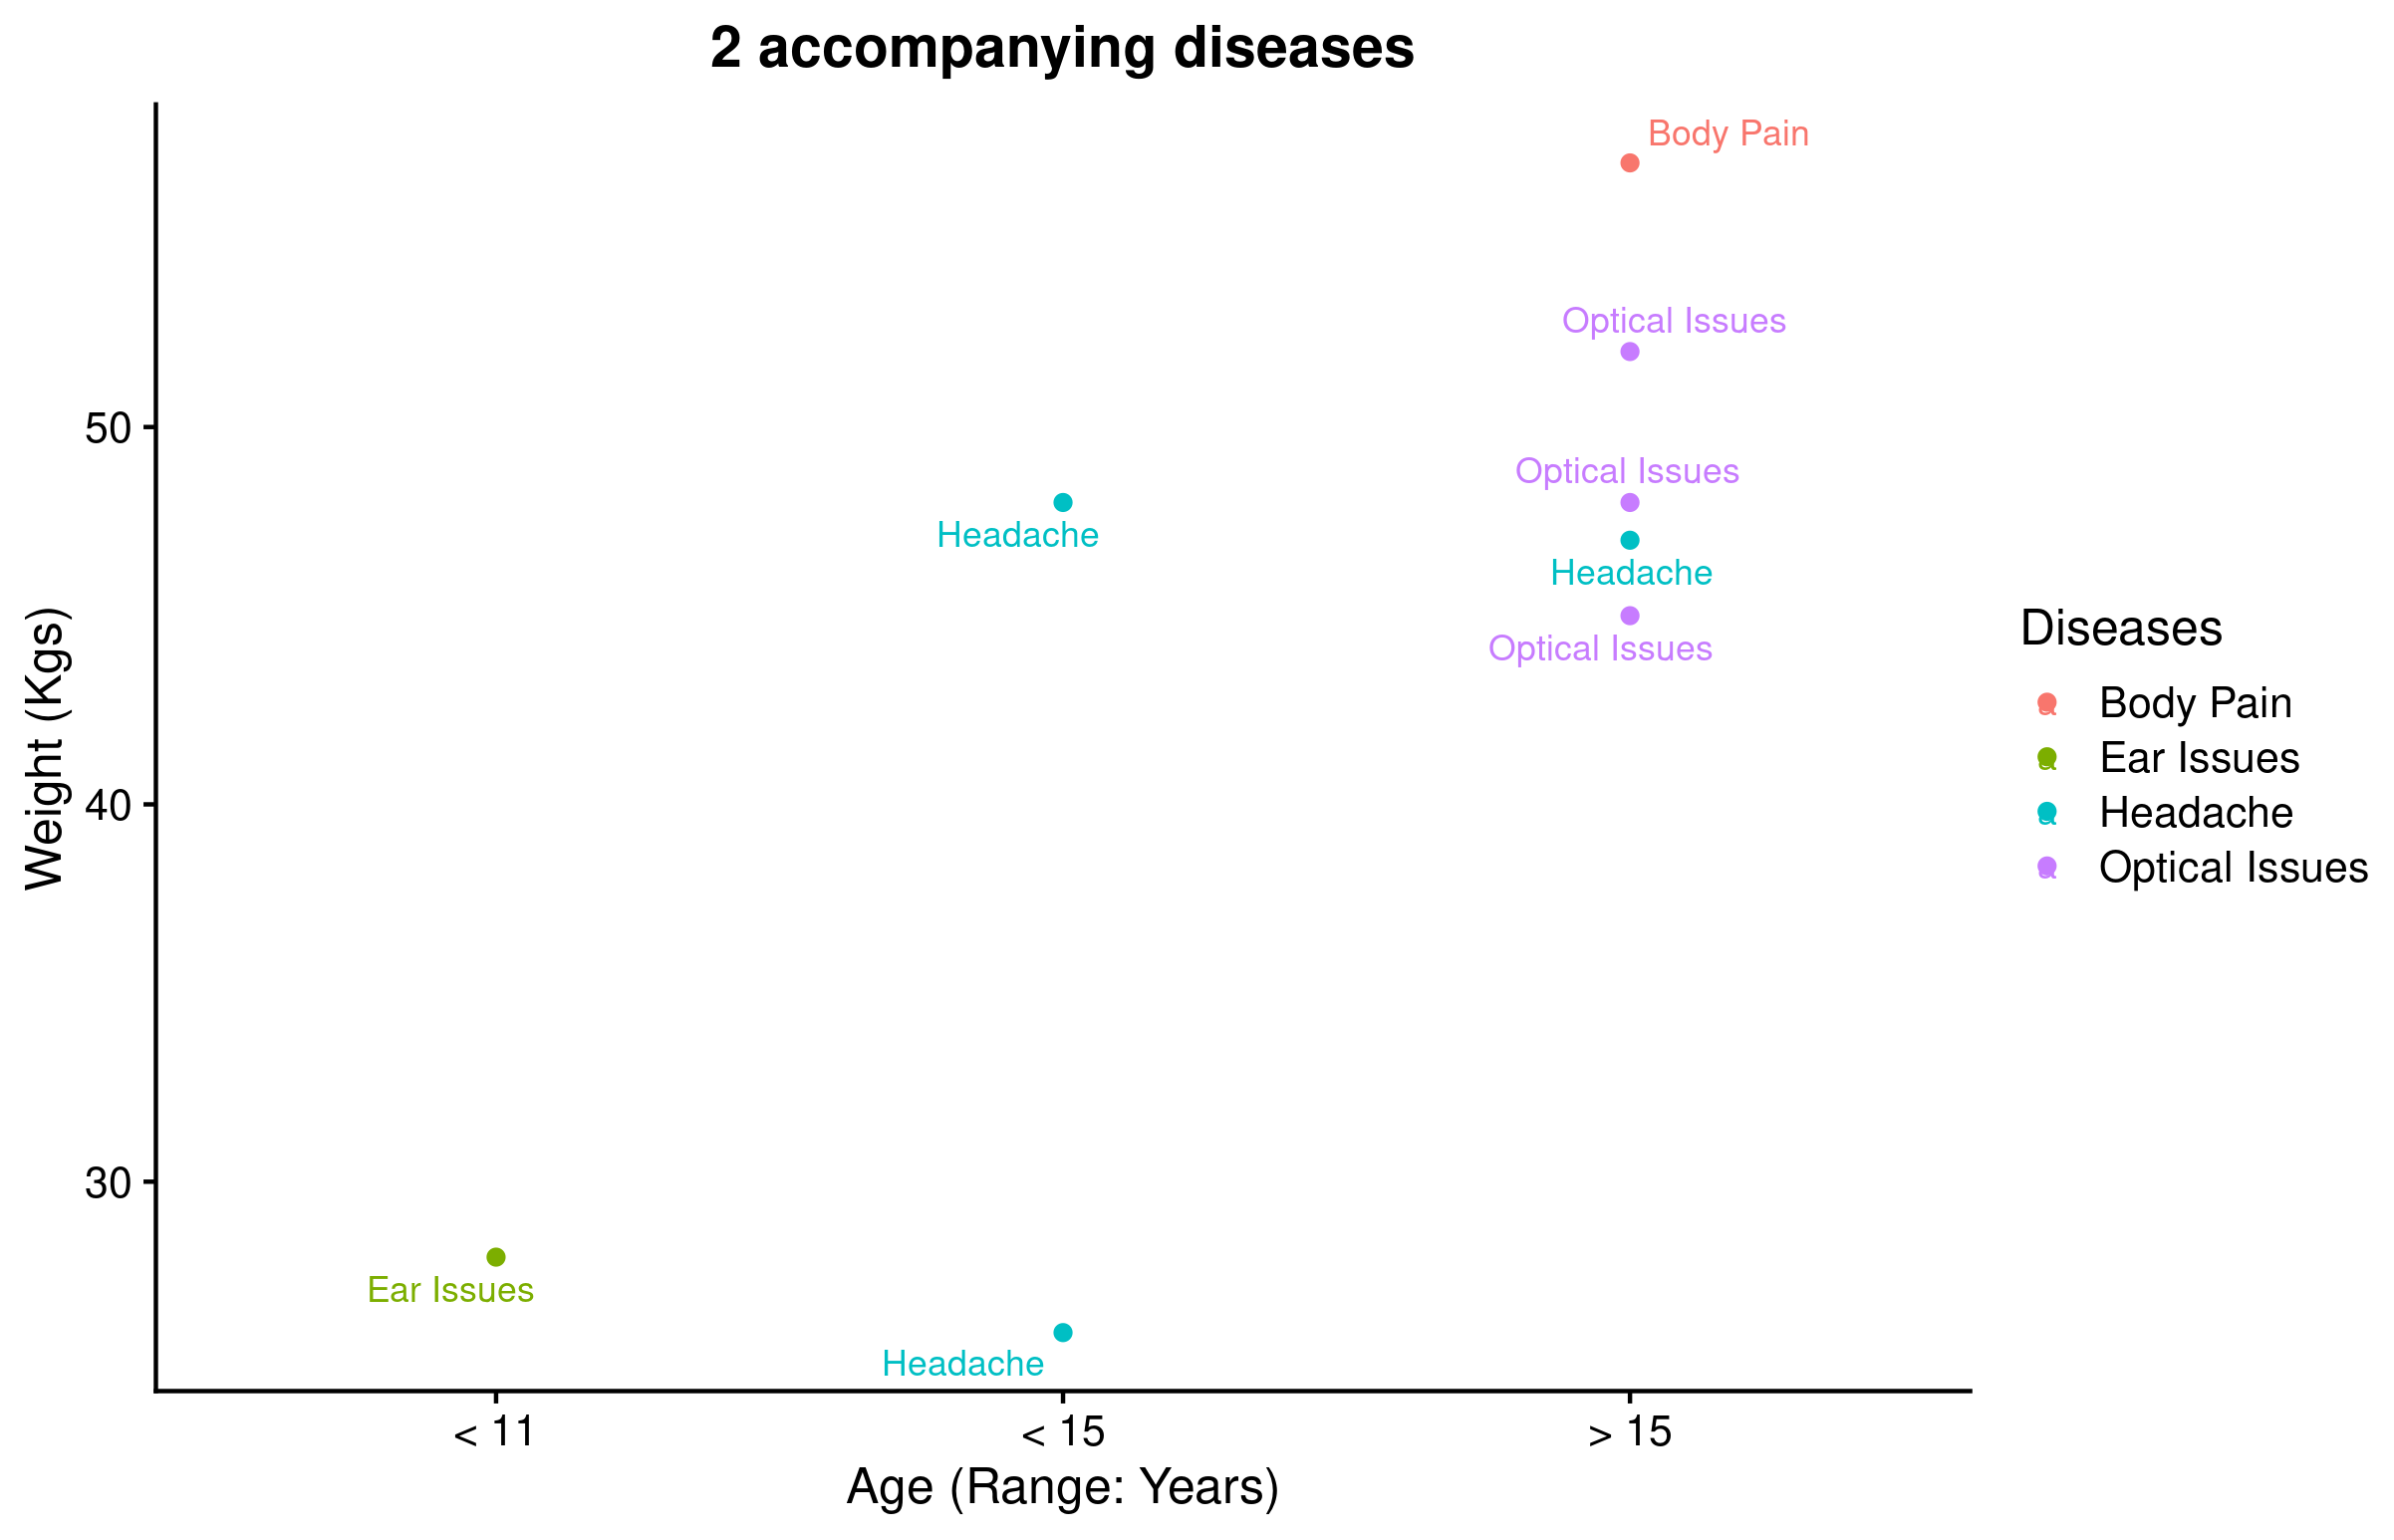 2 accompanying diseases
Body Pain
Optical Issues
50
Optical Issues
Headache
Headache
Optical Issues
Weight (Kgs)
40
30
Ear Issues
Headache
< 11
< 15
> 15
Age (Range: Years)
Diseases
Body Pain
Ear Issues
Headache
Optical Issues